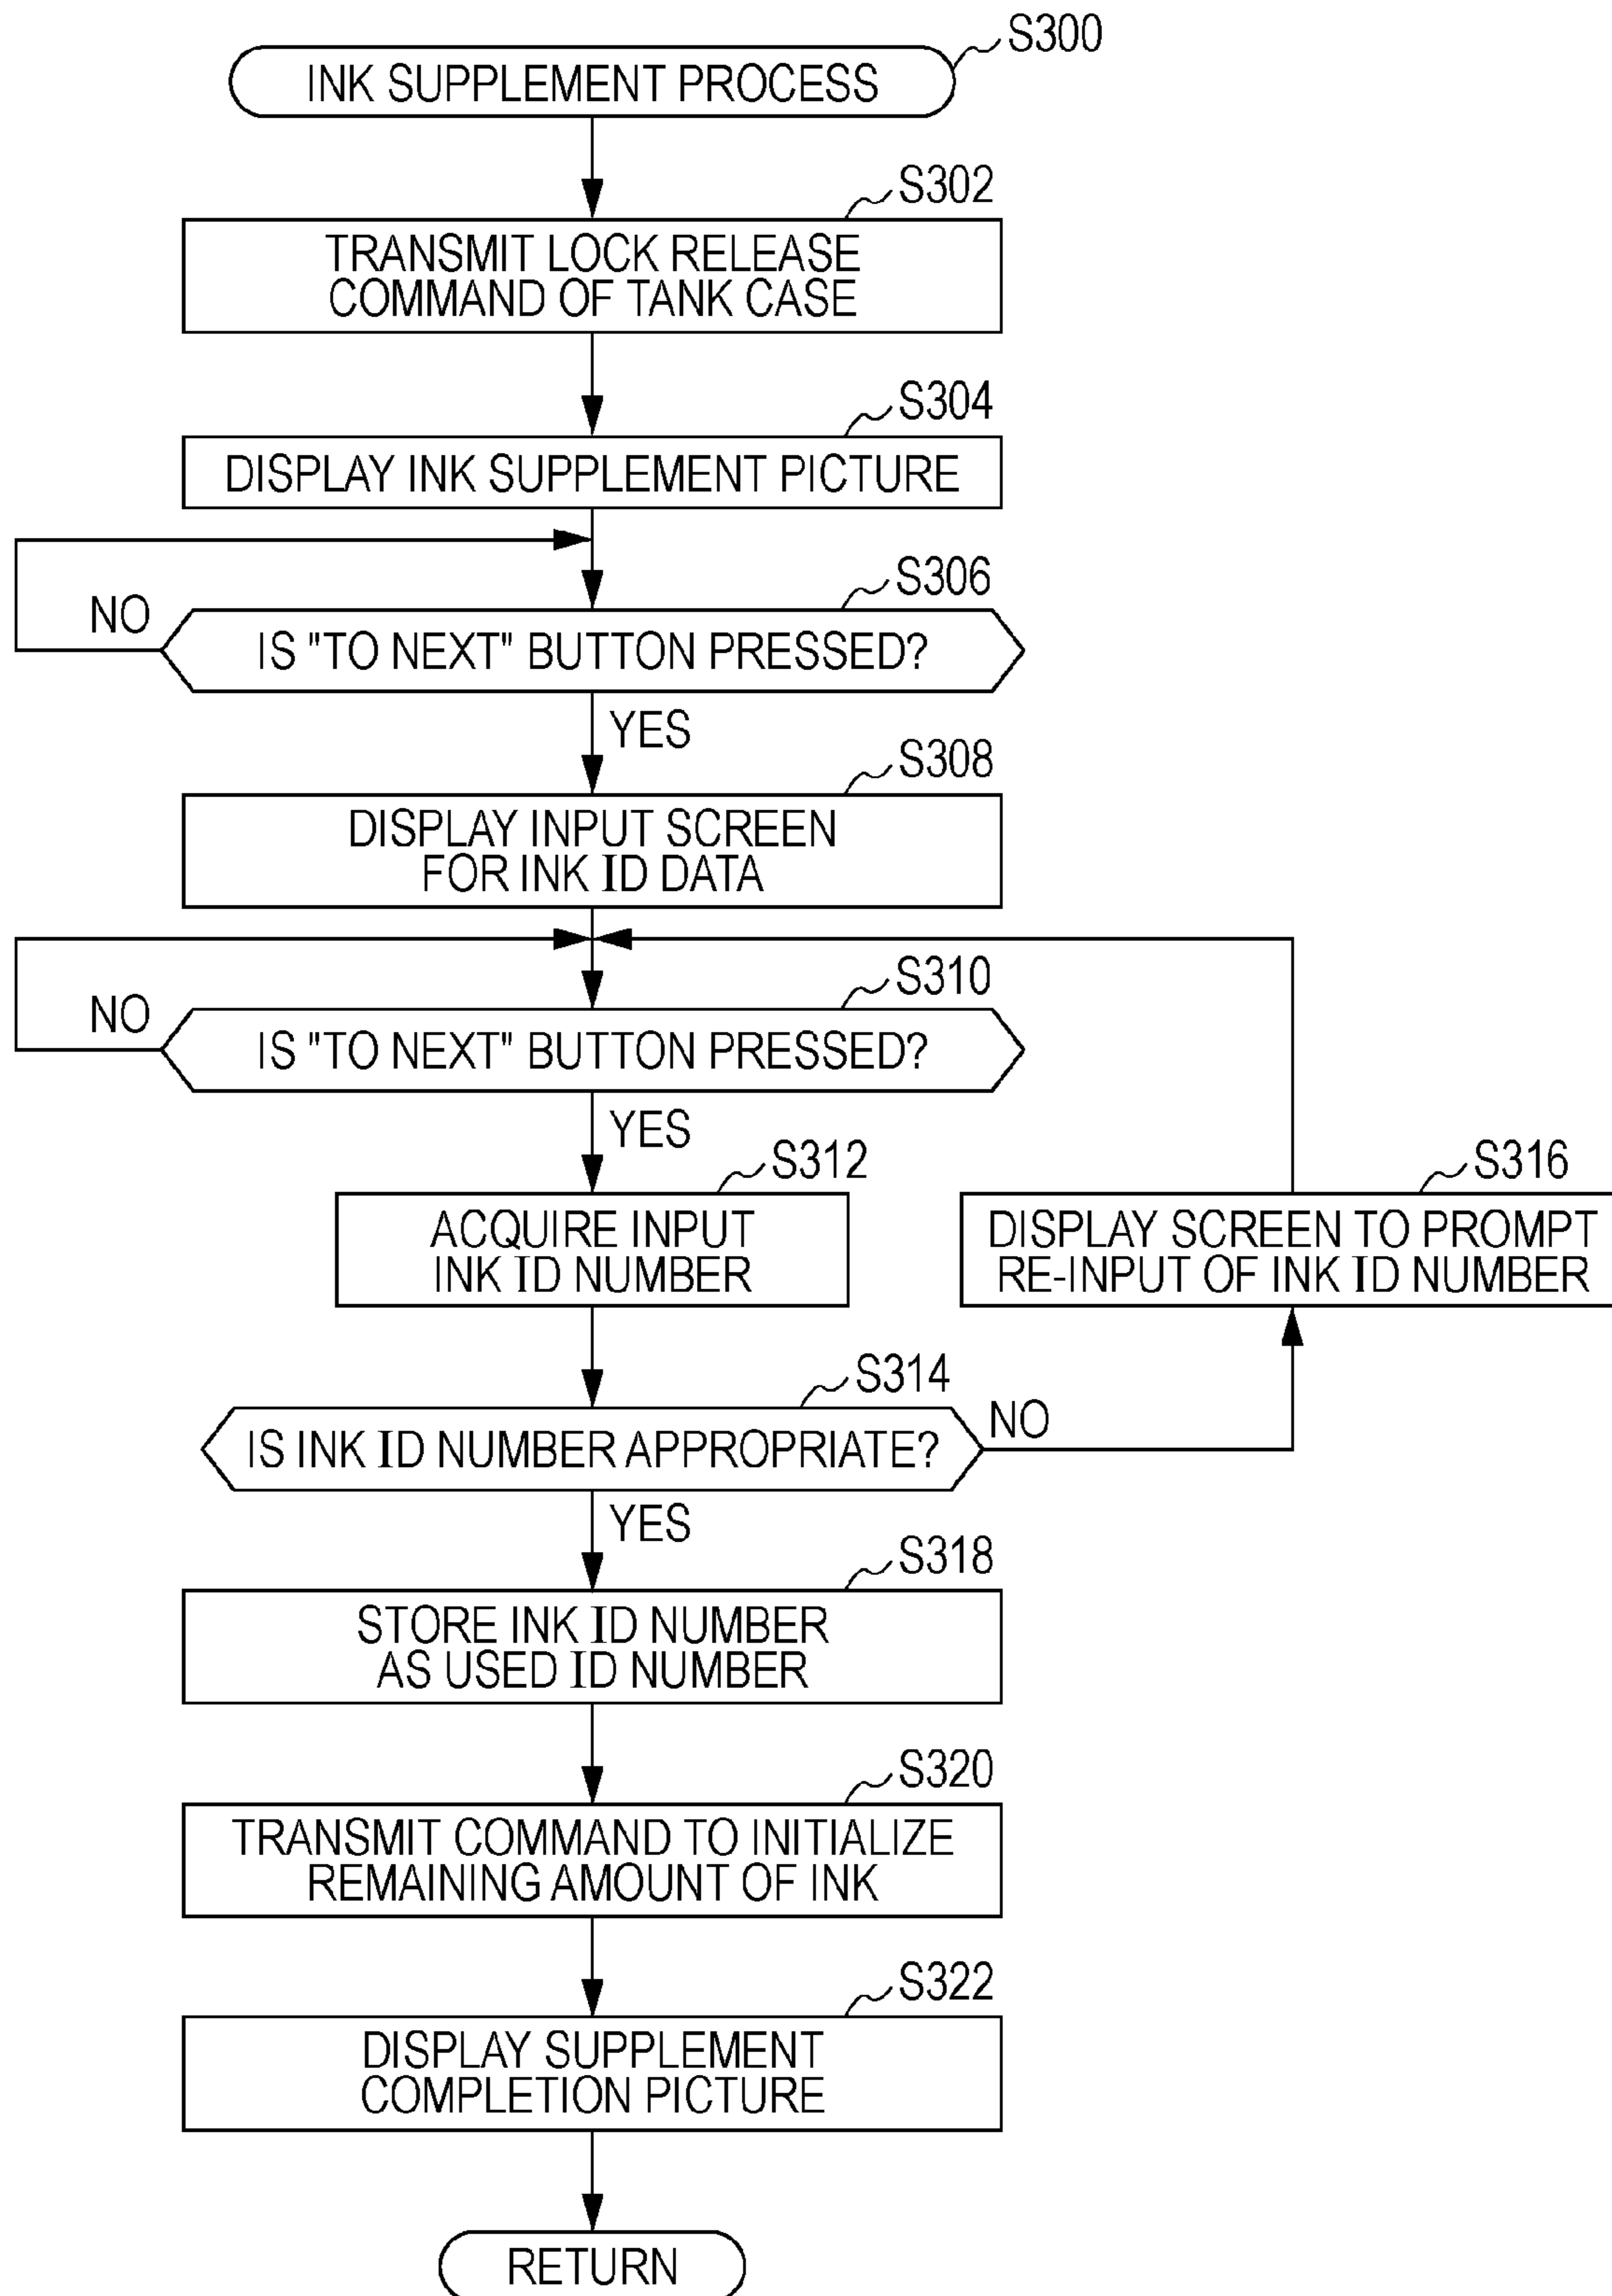 S300
INK SUPPLEMENT PROCESS
S302
TRANSMIT LOCK RELEASE
COMMAND OF TANK CASE
S304
DISPLAY INK SUPPLEMENT PICTURE
S306
NO
IS "TO NEXT" BUTTON PRESSED?
YES
S308
DISPLAY INPUT SCREEN
FOR INK ID DATA
S310
NO
IS "TO NEXT" BUTTON PRESSED?
YES
S312
ACQUIRE INPUT
INK ID NUMBER
S316
DISPLAY SCREEN TO PROMPT
RE-INPUT OF INK ID NUMBER
S314
IS INK ID NUMBER APPROPRIATE?
NO
YES
S318
STORE INK ID NUMBER
AS USED ID NUMBER
S320
TRANSMIT COMMAND TO INITIALIZE
REMAINING AMOUNT OF INK
S322
DISPLAY SUPPLEMENT
COMPLETION PICTURE
RETURN